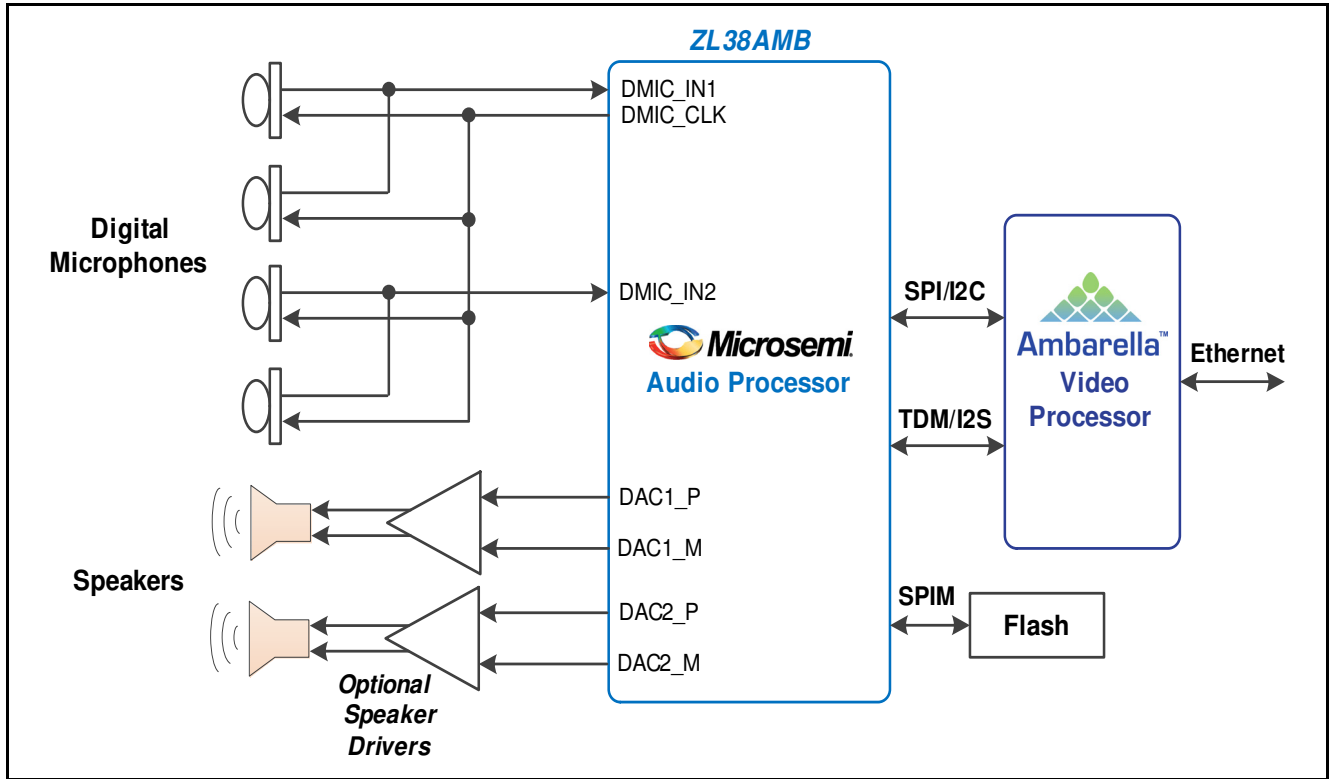 ZL38AMB
DMIC_IN1
DMIC_CLK
Digital
Microphones
DMIC_IN2
Microsemi.
Audio Processor
SPI/I2C
TDM/I2S
Ambarella™
Video
Processor
Ethernet
DAC1_P
DAC1_M
Speakers
DAC2_P
DAC2_M
Optional
Speaker
Drivers
SPIM
Flash